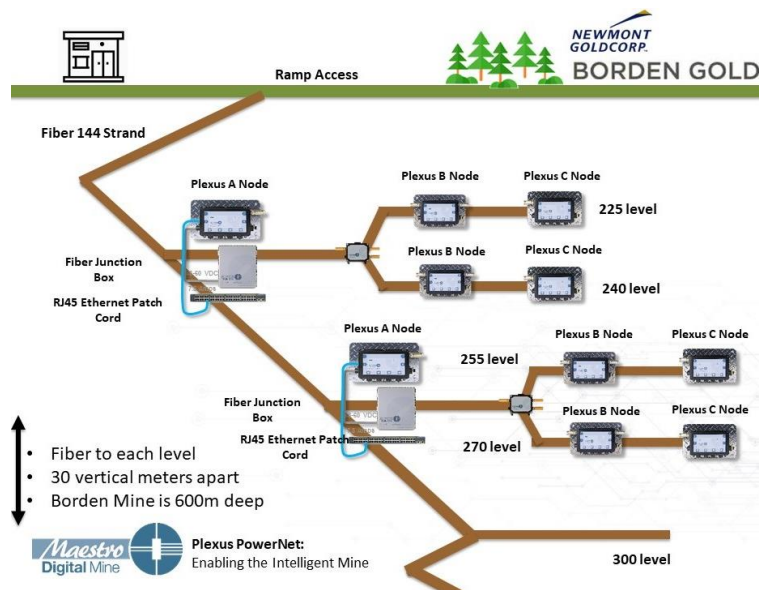 NEWMONT
GOLDCORP™
BORDEN GOLD
Ramp Access
Fiber 144 Strand
Plexus A Node
Plexus B Node
Plexus C Node
225 level
Fiber Junction
Box
Plexus B Node
Plexus C Node
240 level
RJ45 Ethernet Patch
Cord
Plexus A Node
255 level
Plexus B Node
Plexus C Node
Fiber Junction
Box
Plexus B Node
Plexus C Node
270 level
RJ45 Ethernet Patch
Cord
• Fiber to each level
• 30 vertical meters apart
• Borden Mine is 600m deep
Maestro
Digital Mine
Plexus PowerNet:
Enabling the Intelligent Mine
300 level